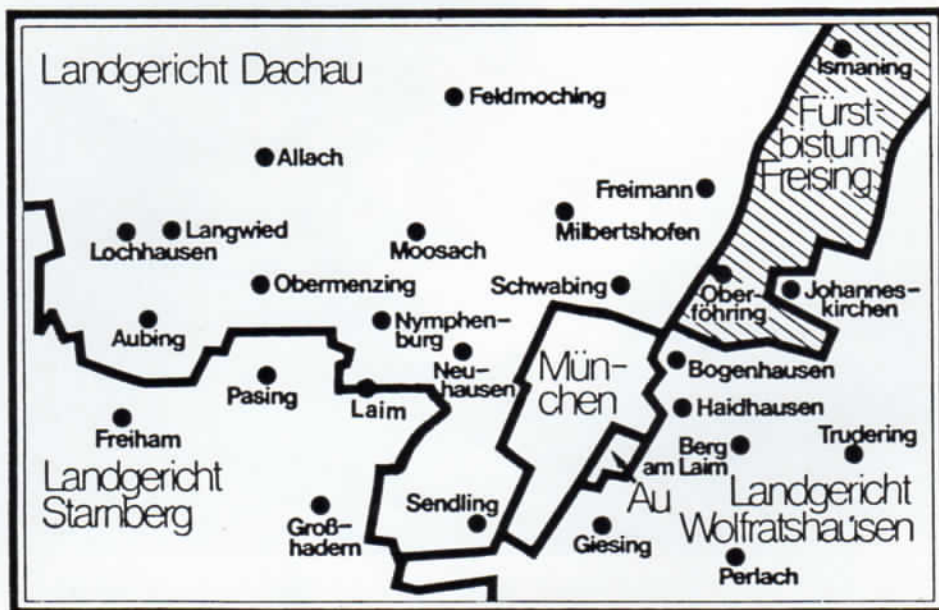 Landgericht Dachau
Ismaning
Feldmoching
Fürst-
bistum
Freising
Allach
Freimann
Milbertshofen
Langwied
Lochhausen
Moosach
Obermenzing
Schwabing
Ober-
föhring
Johannes-
kirchen
Aubing
Nymphen-
burg
Neu-
hausen
Mün-
chen
Bogenhausen
Pasing
Laim
Haidhausen
Freiham
Berg
am Laim
Trudering
Landgericht
Starnberg
Au
Landgericht
Wolfratshausen
Sendling
Groß-
hadern
Giesing
Perlach